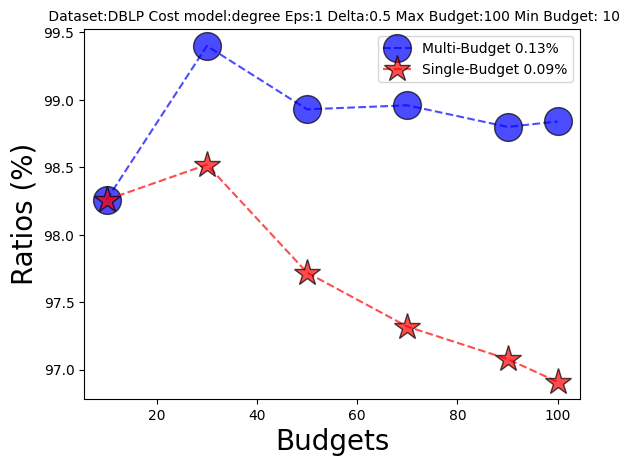 Dataset:DBLP Cost model:degree Eps:1 Delta:0.5 Max Budget:100 Min Budget: 10
99.5
99.0
98.5
98.0
97.5
97.0
Ratios (%)
Multi-Budget 0.13%
Single-Budget 0.09%
20
40
60
80
100
Budgets